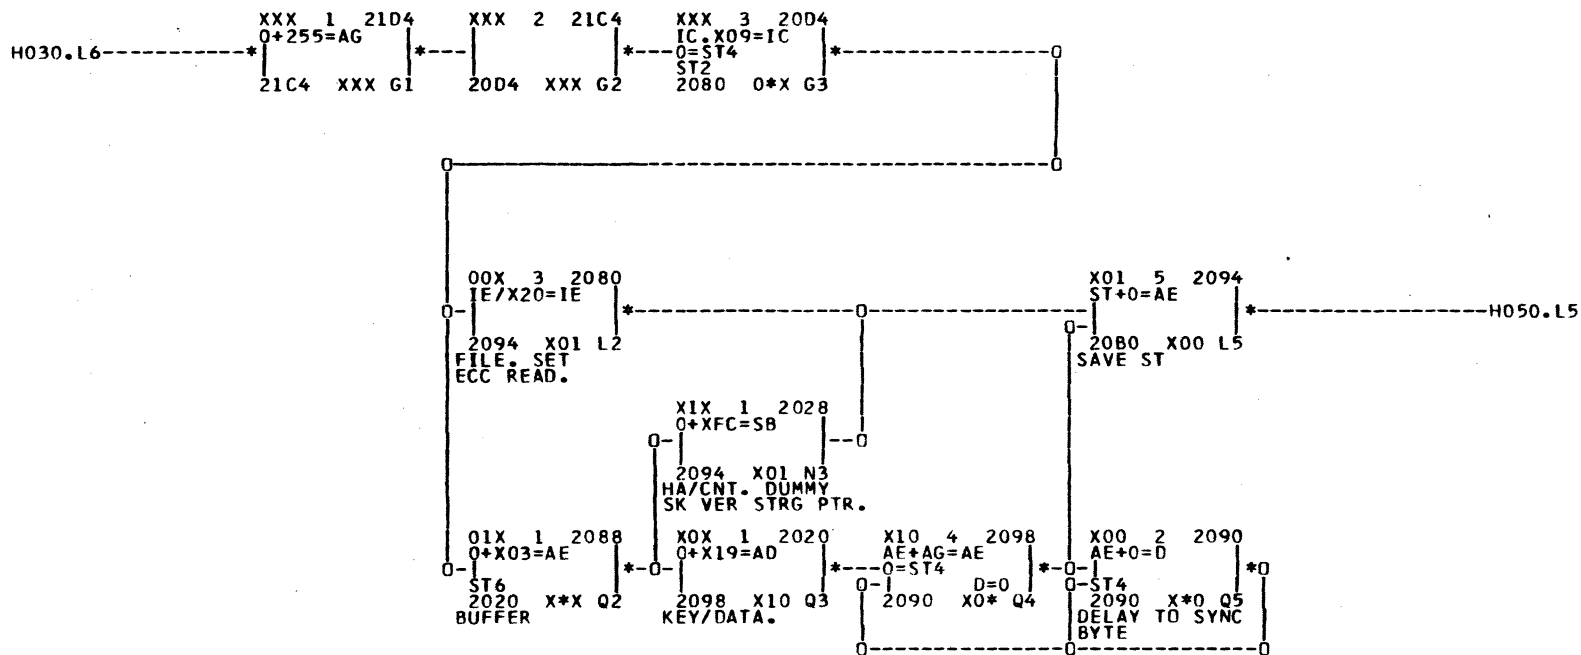 XXX 1 21D4 XXX 2 21C4 XXX 3 20D4
0+255=AG IC.X09=IC
H030.L6 0=ST4
ST2
21C4 XXX G1 20D4 XXX G2 2080 0*X G3
00X 3 2080 X01 5 2094
IE/X20=IE ST+0=AE
H050.L5
2094 X01 L2 20B0 X00 L5
FILE. SET SAVE ST
ECC READ.
X1X 1 2028
0+XFC=SB
2094 X01 N3
HA/CNT. DUMMY
SK VER STRG PTR.
01X 1 2088 X0X 1 2020 X10 4 2098 X00 2 2090
0+X03=AE 0+X19=AD AE+AG=AE AE+0=D
0=ST4
ST6 D=0 ST4
2020 X*X Q2 2098 X10 Q3 2090 X0* Q4 2090 X*0 Q5
BUFFER KEY/DATA. DELAY TO SYNC
BYTE